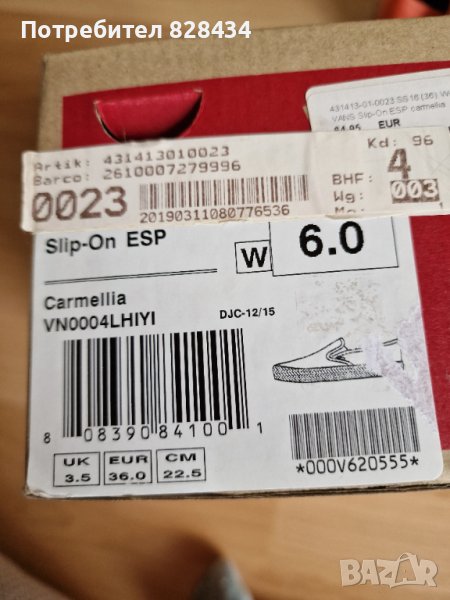 Потребител 828434
431413-01-0023 SS16 (36)
VANS Slip-On ESP carmellia
EUR
Artik: 431413010023
Barco: 2610007279996
Kd: 96
0023
20190311080776536
BHF: 4
Wg: 003
Slip-On ESP
W 6.0
Carmellia
VN0004LHIYI
DJC-12/15
8 08390 84100 1
UK EUR CM
3.5 36.0 22.5
*000V620555*
BAZAR